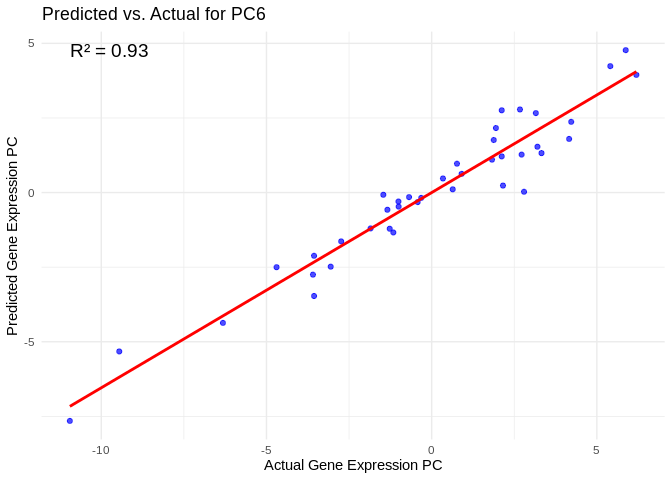 Predicted vs. Actual for PC6
R² = 0.93
5
0
-5
Predicted Gene Expression PC
-10
-5
0
5
Actual Gene Expression PC